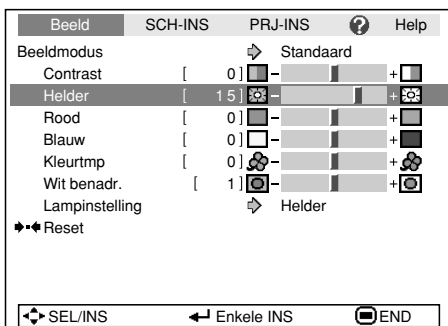 Beeld SCH-INS PRJ-INS ? Help
Beeldmodus Standaard
Contrast [ 0] - +
Helder [ 15] - +
Rood [ 0] - +
Blauw [ 0] - +
Kleurtmp [ 0] - +
Wit benadr. [ 1] - +
Lampinstelling Helder
Reset
SEL/INS Enkele INS END